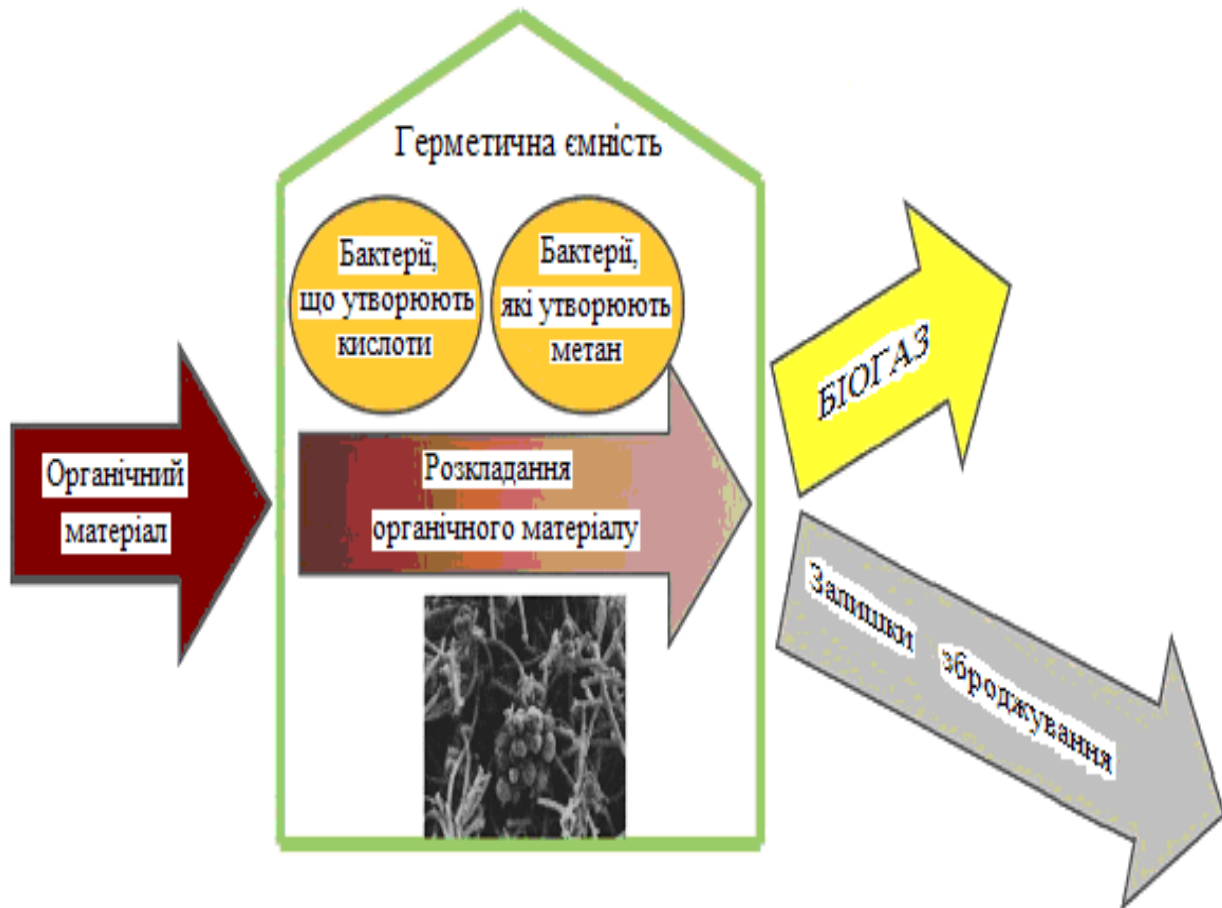 Герметична ємність
Бактерії,
що утворюють
кислоти
Бактерії,
які утворюють
метан
Органічний
матеріал
Розкладання
органічного матеріалу
БІОГАЗ
Залишки зброджування